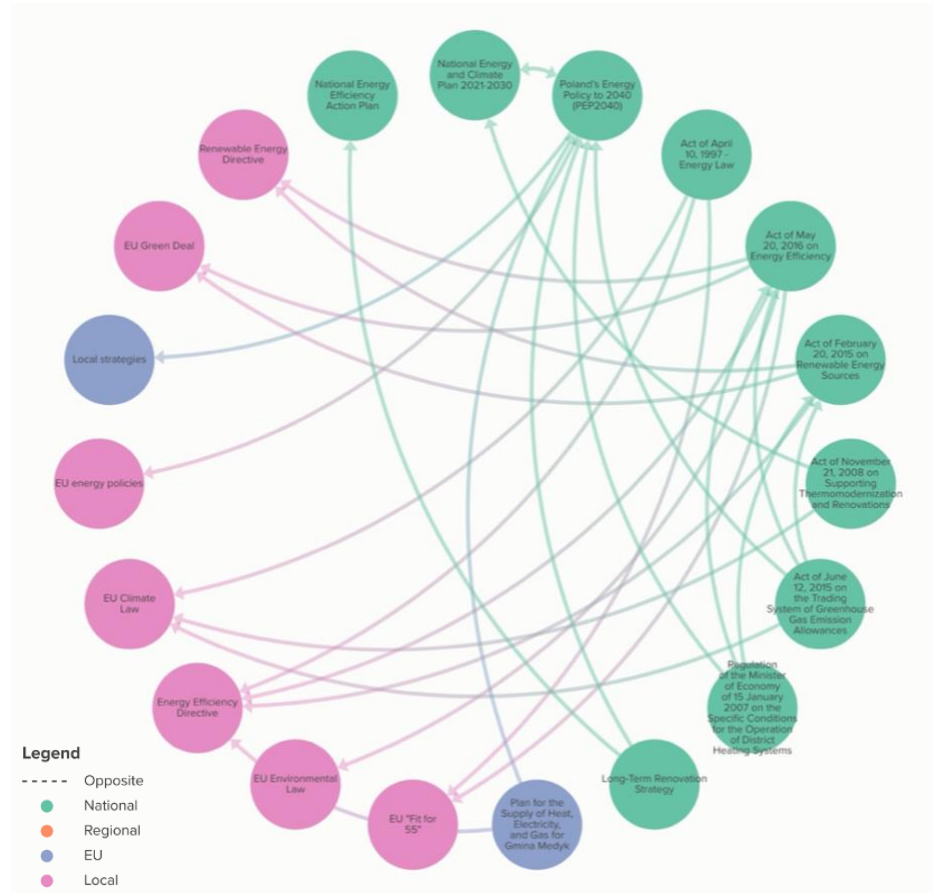 National Energy
and Climate
Plan 2021-2030
Poland's Energy
Policy to 2040
(PEP2040)
National Energy
Efficiency
Action Plan
Act of April
10, 1997 -
Energy Law
Renewable Energy
Directive
EU Green Deal
Act of May
20, 2016 on
Energy Efficiency
Local strategies
Act of February
20, 2015 on
Renewable Energy
Sources
EU energy policies
Act of November
21, 2008 on
Supporting
Thermomodernization
and Renovations
EU Climate
Law
Act of June
12, 2015 on
the Trading
System of Greenhouse
Gas Emission
Allowances
Energy Efficiency
Directive
Regulation
of the Minister
of Economy
of 15 January
2007 on the
Specific Conditions
for the Operation
of District
Heating Systems
EU Environmental
Law
Long-Term Renovation
Strategy
EU "Fit for
55"
Plan for the
Supply of Heat,
Electricity,
and Gas for
Gmina Medyk
Legend
Opposite
National
Regional
EU
Local